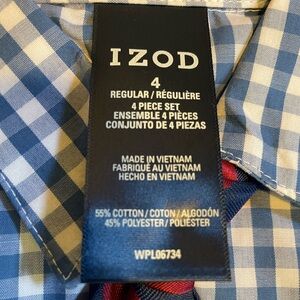 IZOD
4
REGULAR / RÉGULIÈRE
4 PIECE SET
ENSEMBLE 4 PIÈCES
CONJUNTO DE 4 PIEZAS
MADE IN VIETNAM
FABRIQUÉ AU VIETNAM
HECHO EN VIETNAM
55% COTTON / COTON / ALGODÓN
45% POLYESTER / POLIÉSTER
WPL06734